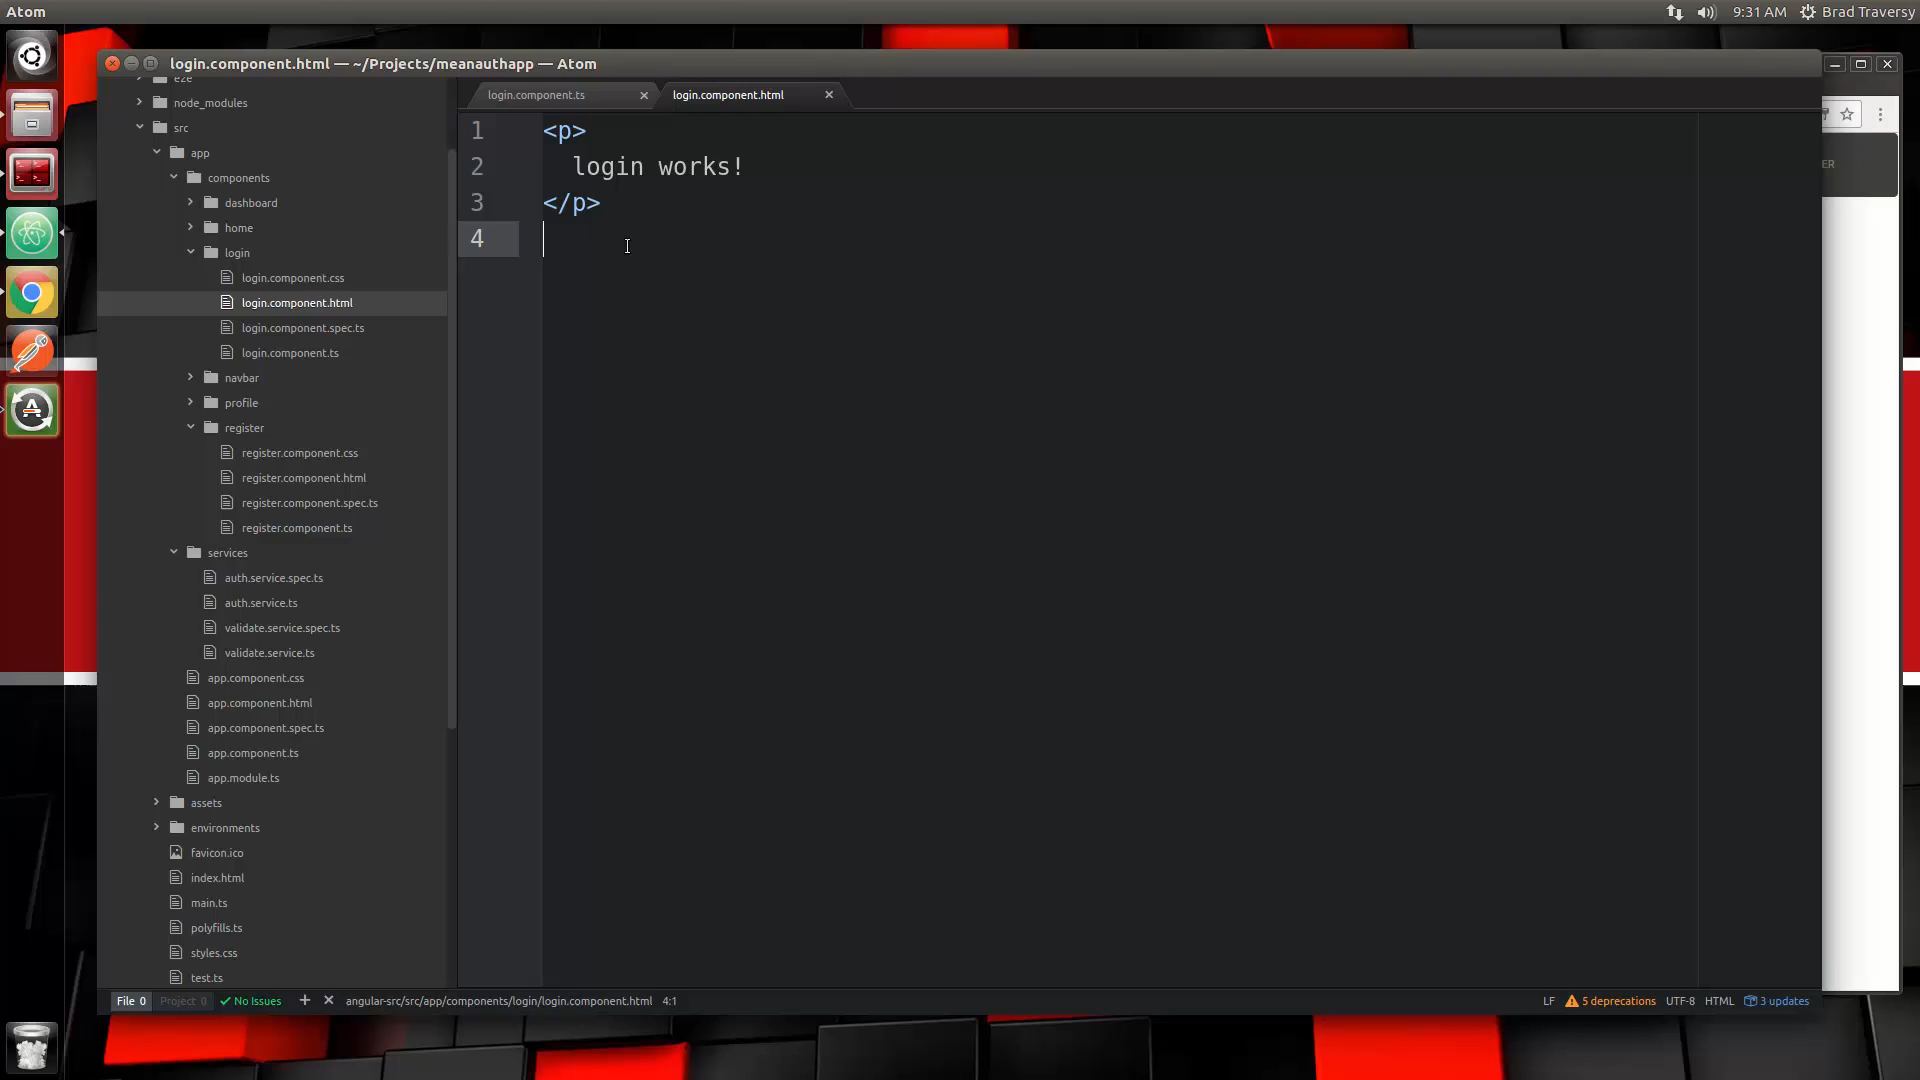 Atom
9:31 AM
Brad Traversy
login.component.html — ~/Projects/meanauthapp — Atom
e2e
node_modules
src
app
components
dashboard
home
login
login.component.css
login.component.html
login.component.spec.ts
login.component.ts
navbar
profile
register
register.component.css
register.component.html
register.component.spec.ts
register.component.ts
services
auth.service.spec.ts
auth.service.ts
validate.service.spec.ts
validate.service.ts
app.component.css
app.component.html
app.component.spec.ts
app.component.ts
app.module.ts
assets
environments
favicon.ico
index.html
main.ts
polyfills.ts
styles.css
test.ts
login.component.ts
login.component.html
1 <p>
2 login works!
3 </p>
4
ER
File 0 Project 0 No Issues + × angular-src/src/app/components/login/login.component.html 4:1
LF 5 deprecations UTF-8 HTML 3 updates